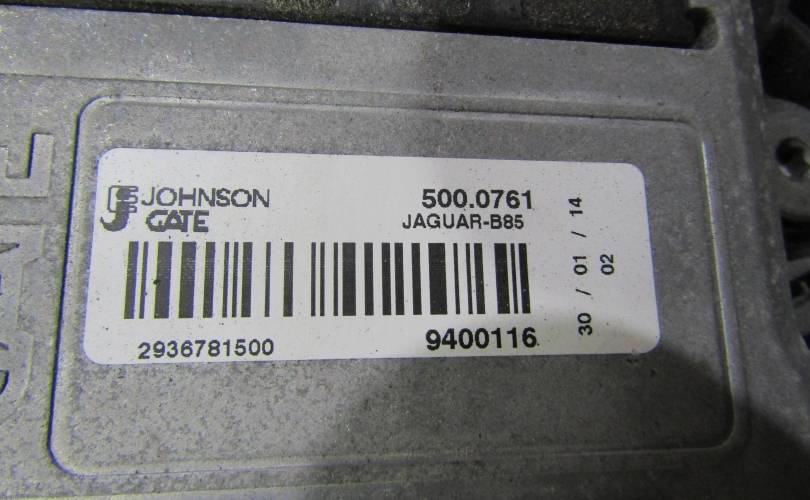 JOHNSON
GATE
500.0761
JAGUAR-B85
2936781500
9400116
30 / 01 / 14
02